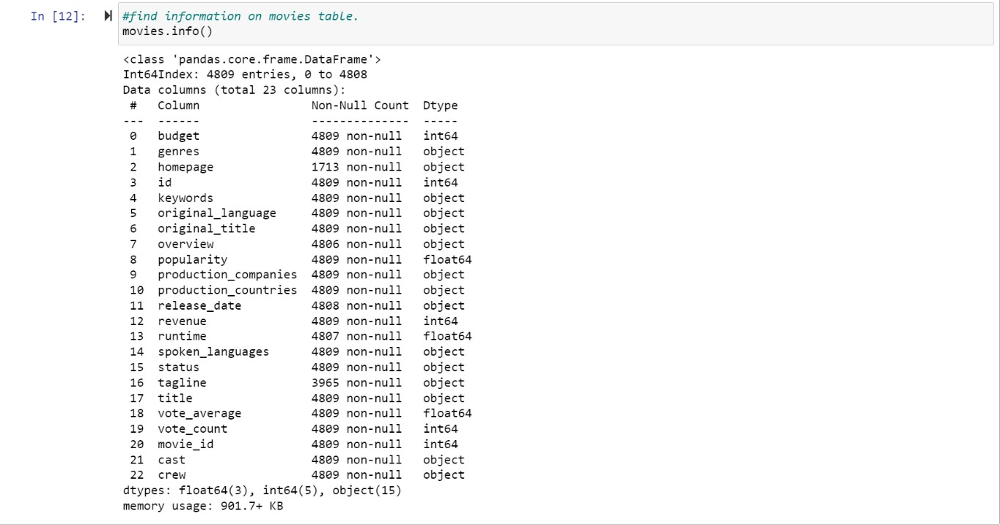 In [12]: #find information on movies table.
movies.info()
<class 'pandas.core.frame.DataFrame'>
Int64Index: 4809 entries, 0 to 4808
Data columns (total 23 columns):
 #   Column                Non-Null Count  Dtype
---  ------                --------------  -----
 0   budget                4809 non-null   int64
 1   genres                4809 non-null   object
 2   homepage              1713 non-null   object
 3   id                    4809 non-null   int64
 4   keywords              4809 non-null   object
 5   original_language     4809 non-null   object
 6   original_title        4809 non-null   object
 7   overview              4806 non-null   object
 8   popularity            4809 non-null   float64
 9   production_companies  4809 non-null   object
 10  production_countries  4809 non-null   object
 11  release_date          4808 non-null   object
 12  revenue               4809 non-null   int64
 13  runtime               4807 non-null   float64
 14  spoken_languages      4809 non-null   object
 15  status                4809 non-null   object
 16  tagline               3965 non-null   object
 17  title                 4809 non-null   object
 18  vote_average          4809 non-null   float64
 19  vote_count            4809 non-null   int64
 20  movie_id              4809 non-null   int64
 21  cast                  4809 non-null   object
 22  crew                  4809 non-null   object
dtypes: float64(3), int64(5), object(15)
memory usage: 901.7+ KB